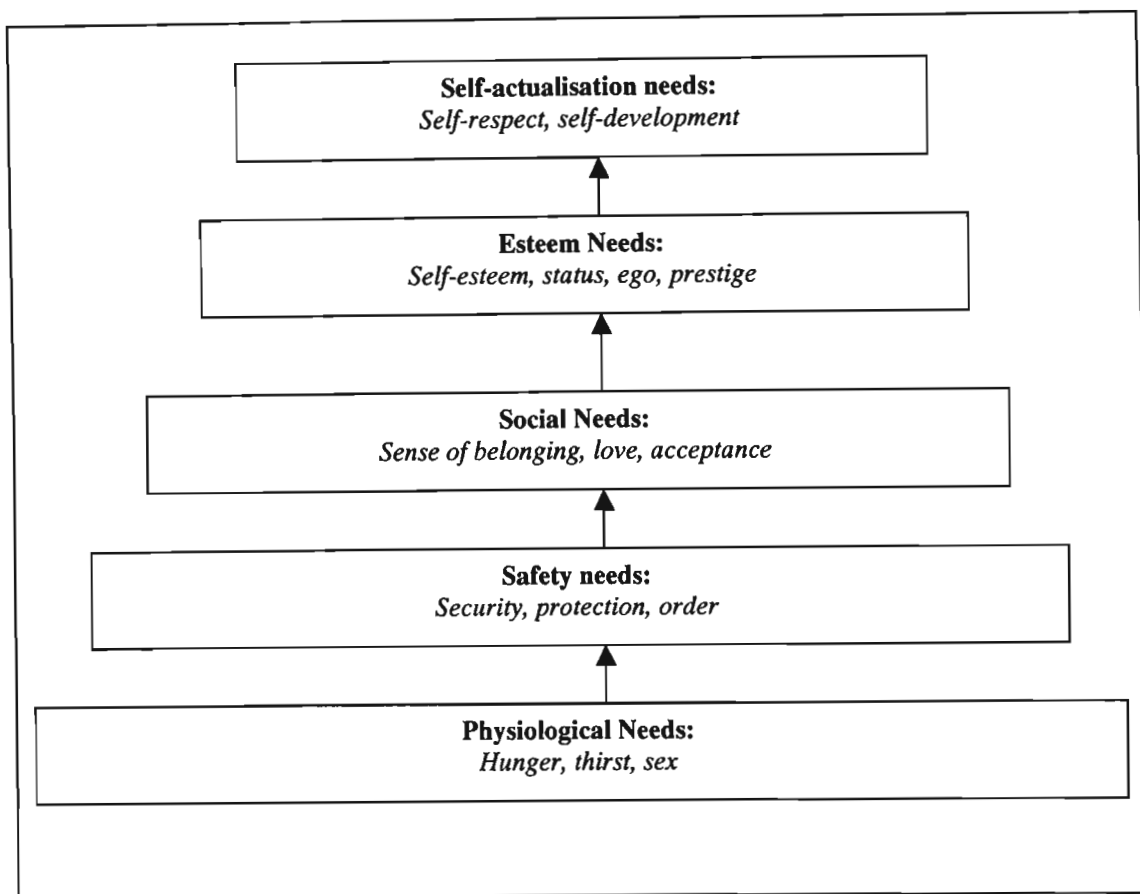 Self-actualisation needs:
Self-respect, self-development
Esteem Needs:
Self-esteem, status, ego, prestige
Social Needs:
Sense of belonging, love, acceptance
Safety needs:
Security, protection, order
Physiological Needs:
Hunger, thirst, sex